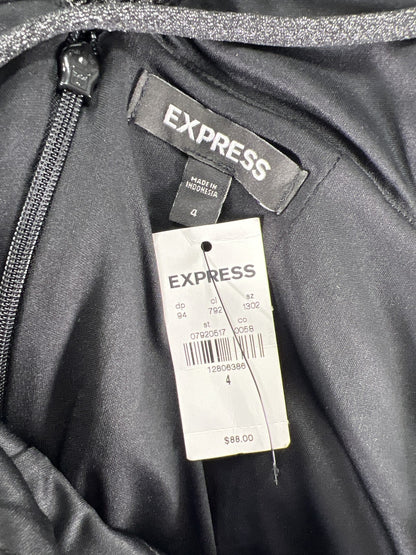 EXPRESS
MADE IN
INDONESIA
4
EXPRESS
dp cl sz
94 792 1302
st co
07920517 0058
12806386
4
$88.00